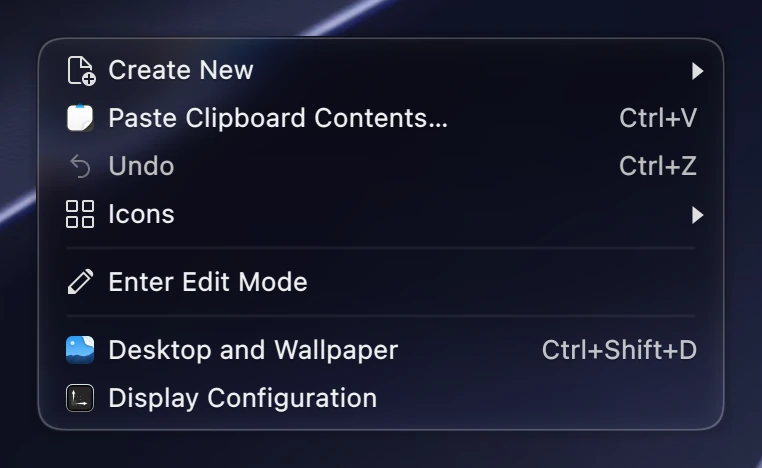 Create New
Paste Clipboard Contents... Ctrl+V
Undo Ctrl+Z
Icons
Enter Edit Mode
Desktop and Wallpaper Ctrl+Shift+D
Display Configuration